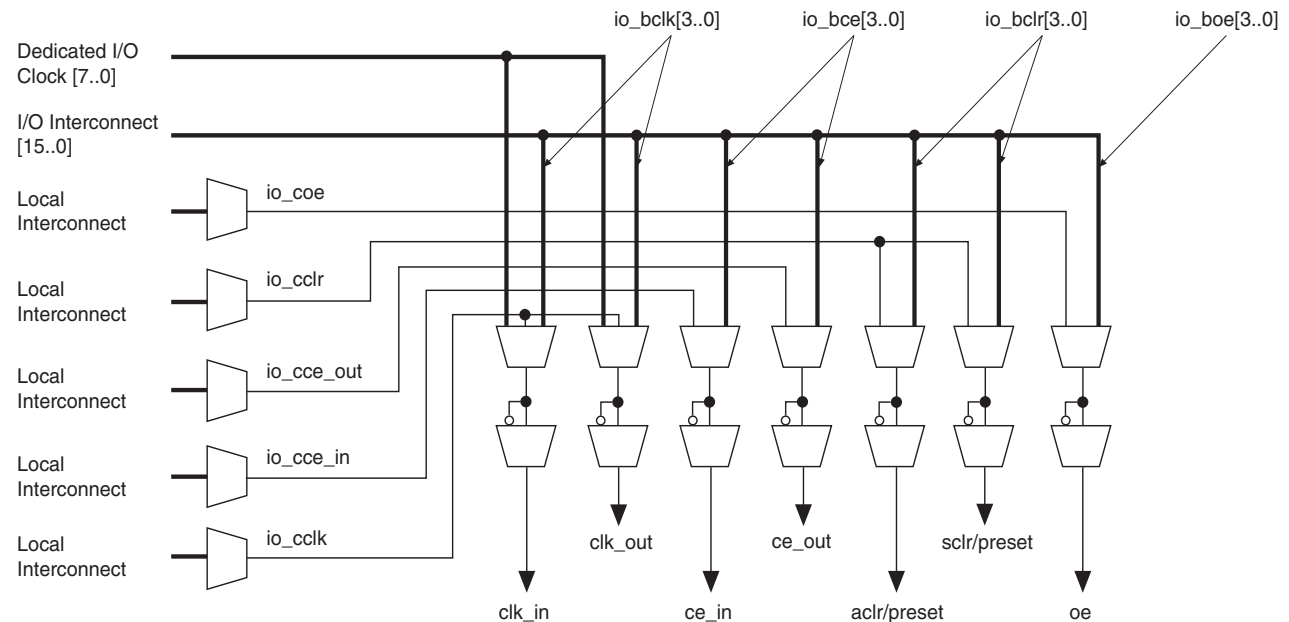 io_bclk[3..0]
io_bce[3..0]
io_bclr[3..0]
io_boe[3..0]
Dedicated I/O
Clock [7..0]
I/O Interconnect
[15..0]
Local
Interconnect
io_coe
Local
Interconnect
io_cclr
Local
Interconnect
io_cce_out
Local
Interconnect
io_cce_in
Local
Interconnect
io_cclk
clk_out
ce_out
sclr/preset
clk_in
ce_in
aclr/preset
oe